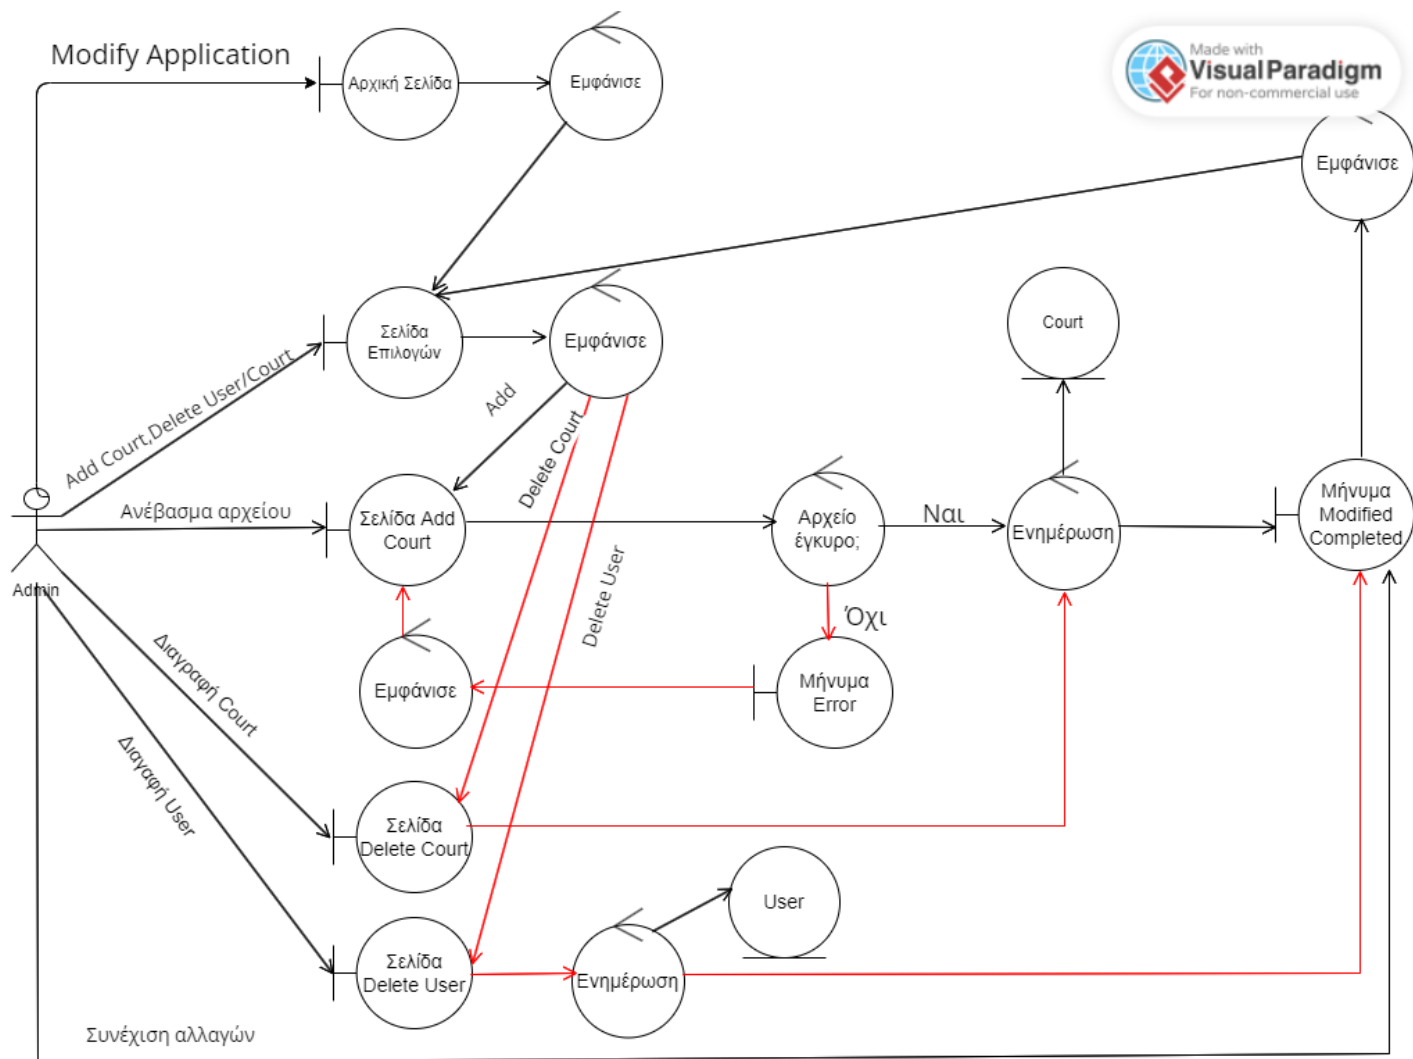 Modify Application
Αρχική Σελίδα
Εμφάνισε
Made with
Visual Paradigm
For non-commercial use
Εμφάνισε
Σελίδα
Επιλογών
Εμφάνισε
Court
Add Court,Delete User/Court
Add
Delete Court
Ανέβασμα αρχείου
Σελίδα Add
Court
Αρχείο
έγκυρο;
Ναι
Ενημέρωση
Μήνυμα
Modified
Completed
Admin
Delete User
Όχι
Διαγραφή Court
Εμφάνισε
Μήνυμα
Error
Διαγαφή User
Σελίδα
Delete Court
User
Σελίδα
Delete User
Ενημέρωση
Συνέχιση αλλαγών